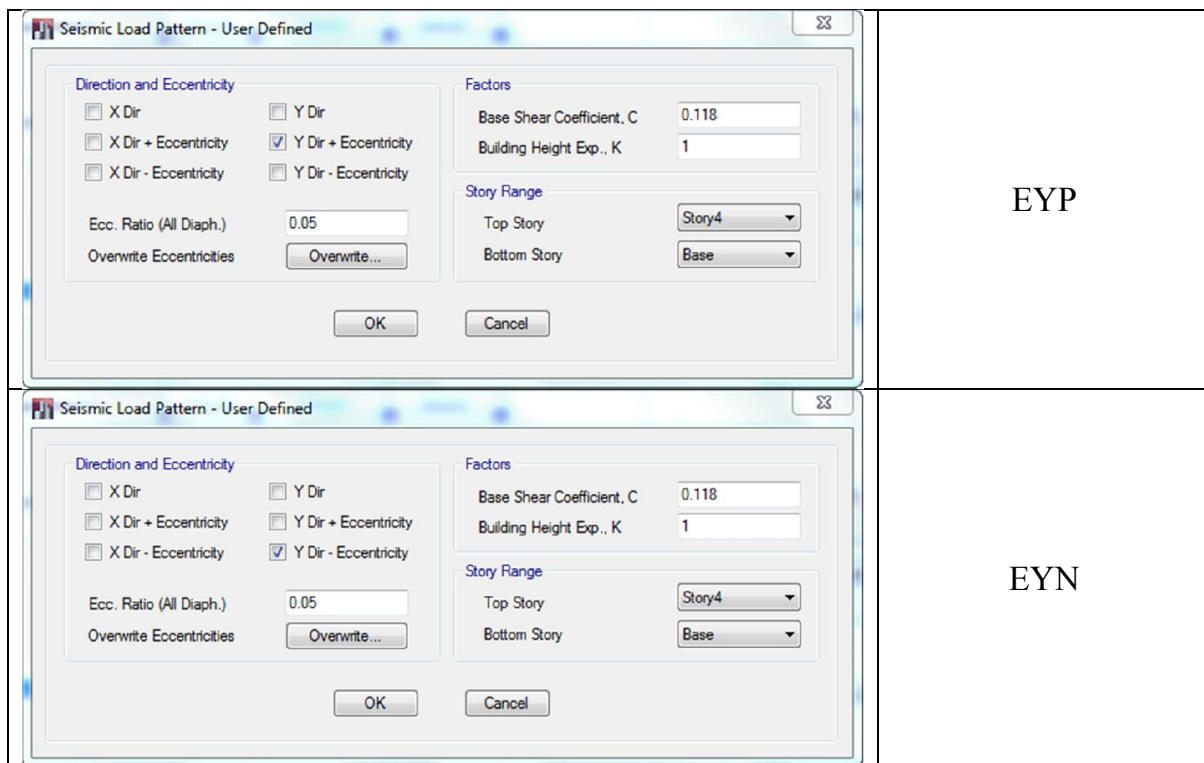 Seismic Load Pattern - User Defined
Direction and Eccentricity
X Dir
Y Dir
X Dir + Eccentricity
Y Dir + Eccentricity
X Dir - Eccentricity
Y Dir - Eccentricity
Ecc. Ratio (All Diaph.)
0.05
Overwrite Eccentricities
Overwrite...
Factors
Base Shear Coefficient, C
0.118
Building Height Exp., K
1
Story Range
Top Story
Story4
Bottom Story
Base
OK
Cancel
EYP
Seismic Load Pattern - User Defined
Direction and Eccentricity
X Dir
Y Dir
X Dir + Eccentricity
Y Dir + Eccentricity
X Dir - Eccentricity
Y Dir - Eccentricity
Ecc. Ratio (All Diaph.)
0.05
Overwrite Eccentricities
Overwrite...
Factors
Base Shear Coefficient, C
0.118
Building Height Exp., K
1
Story Range
Top Story
Story4
Bottom Story
Base
OK
Cancel
EYN